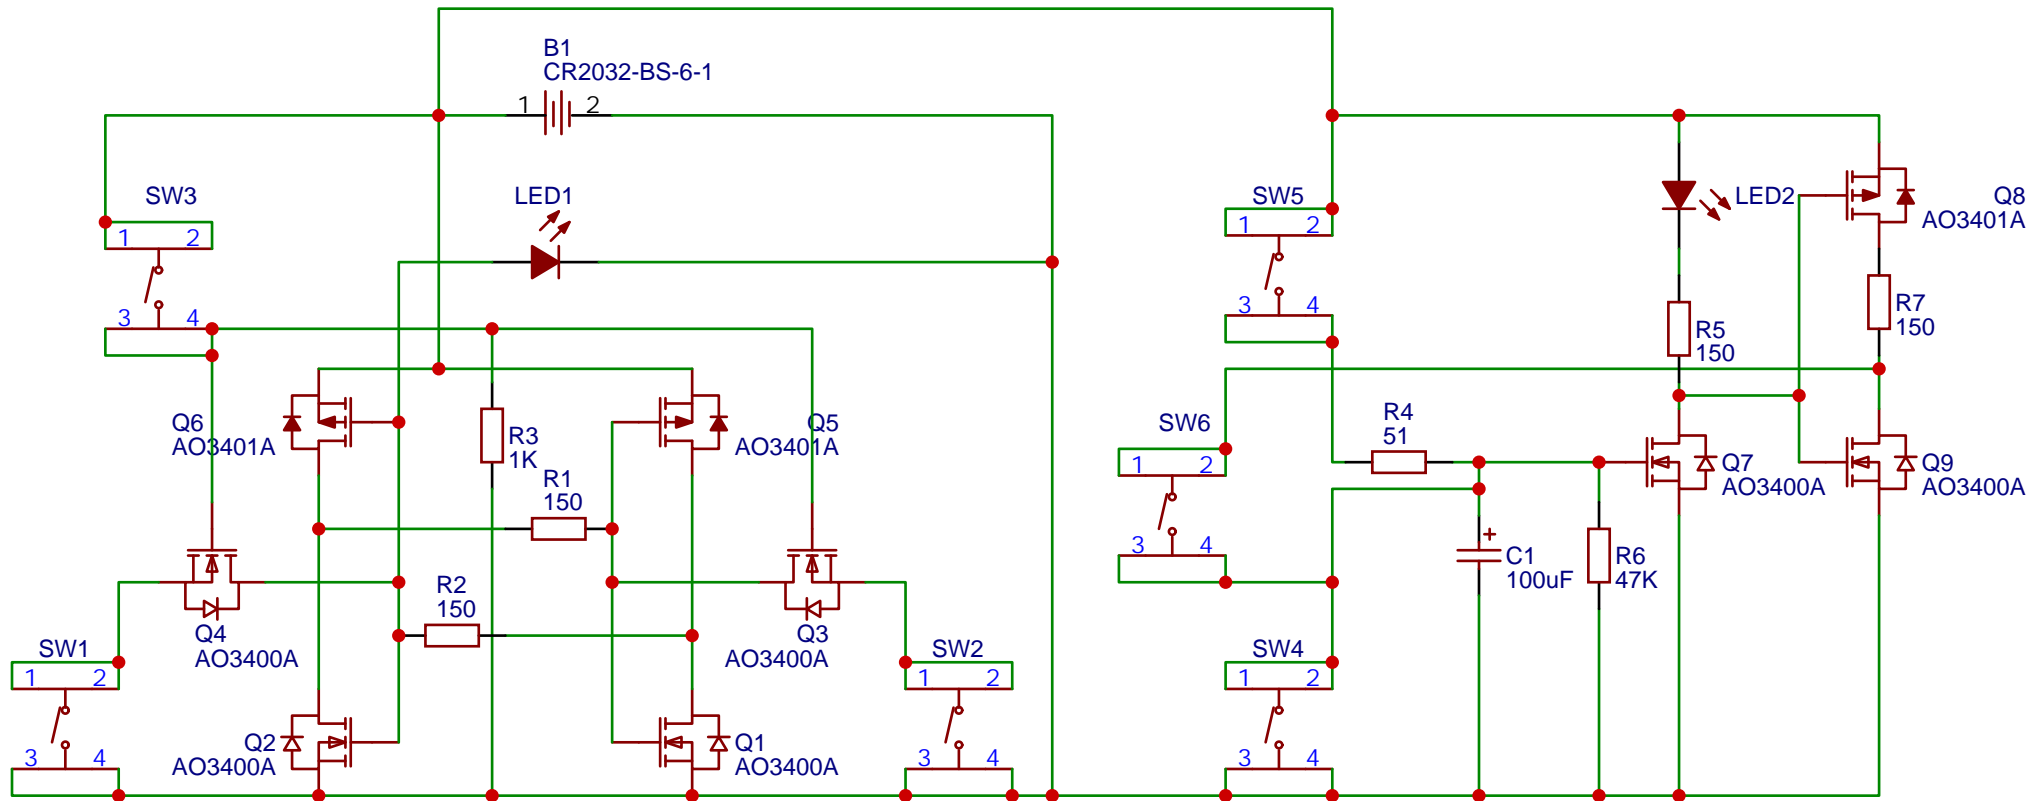 B1
CR2032-BS-6-1
1 2
SW3
1 2
3 4
LED1
SW5
1 2
3 4
LED2
Q8
AO3401A
R7
150
R5
150
Q6
AO3401A
R3
1K
Q5
AO3401A
R1
150
SW6
1 2
3 4
R4
51
Q7
AO3400A
Q9
AO3400A
C1
100uF
R6
47K
R2
150
Q4
AO3400A
Q3
AO3400A
SW1
1 2
3 4
SW2
1 2
3 4
SW4
1 2
3 4
Q2
AO3400A
Q1
AO3400A